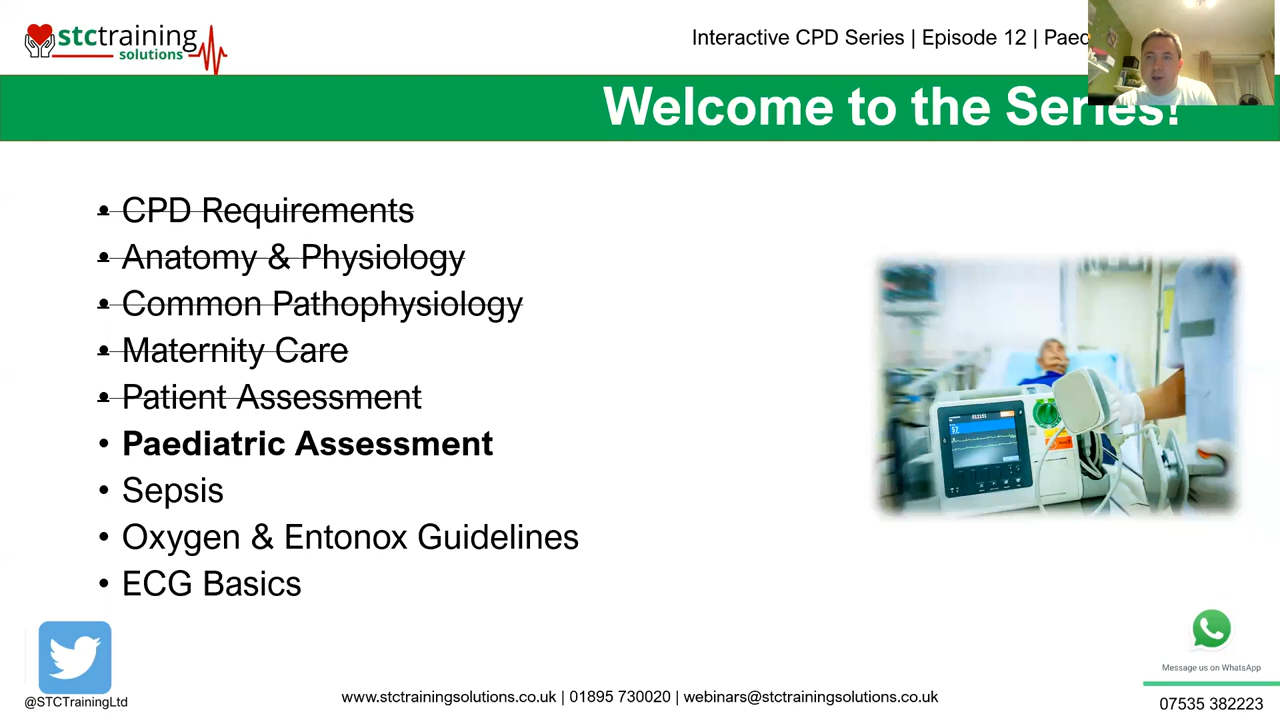 stctraining
solutions
Interactive CPD Series | Episode 12 |
Welcome to the Series!
• CPD Requirements
• Anatomy & Physiology
• Common Pathophysiology
• Maternity Care
• Patient Assessment
• Paediatric Assessment
• Sepsis
• Oxygen & Entonox Guidelines
• ECG Basics
@STCTrainingLtd
www.stctrainingsolutions.co.uk | 01895 730020 | webinars@stctrainingsolutions.co.uk
Message us on WhatsApp
07535 382223